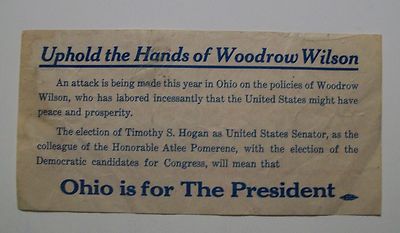 Uphold the Hands of Woodrow Wilson
An attack is being made this year in Ohio on the policies of Woodrow
Wilson, who has labored incessantly that the United States might have
peace and prosperity.
The election of Timothy S. Hogan as United States Senator, as the
colleague of the Honorable Atlee Pomerene, with the election of the
Democratic candidates for Congress, will mean that
Ohio is for The President